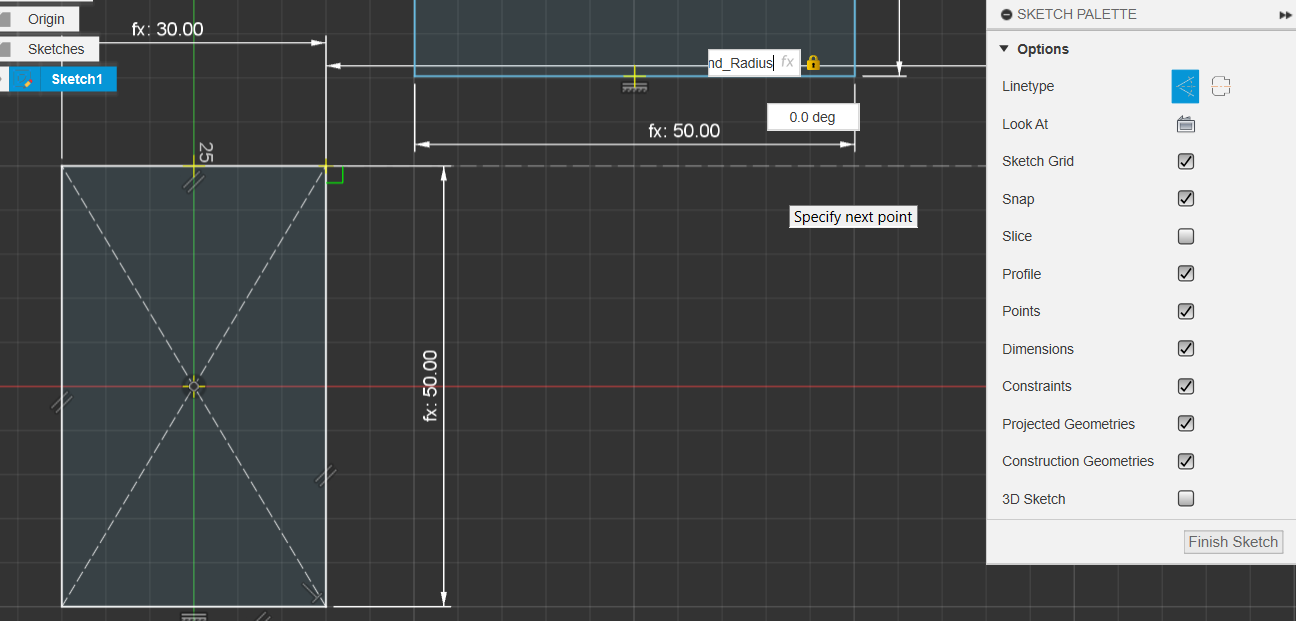 Origin
fx: 30.00
SKETCH PALETTE
Sketches
Options
Sketch1
nd_Radius fx
Linetype
0.0 deg
Look At
fx: 50.00
25
Sketch Grid
Snap
Specify next point
Slice
Profile
Points
Dimensions
fx: 50.00
Constraints
Projected Geometries
Construction Geometries
3D Sketch
Finish Sketch